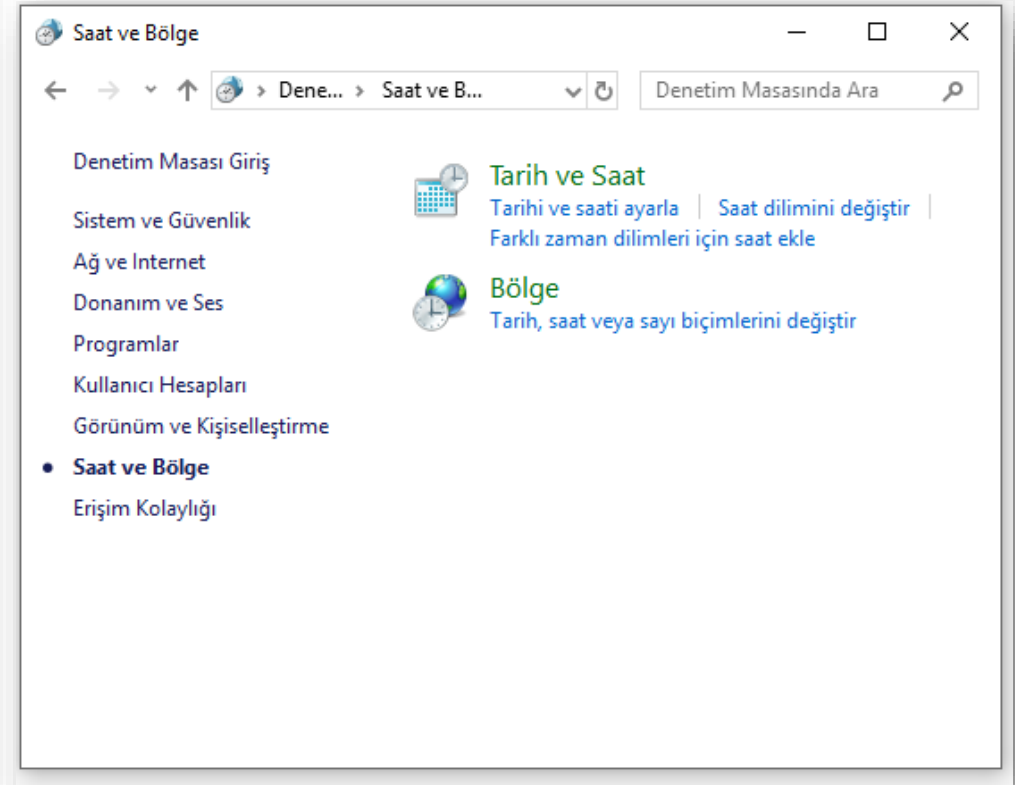 Saat ve Bölge
Dene... Saat ve B...
Denetim Masasında Ara
Denetim Masası Giriş
Sistem ve Güvenlik
Ağ ve Internet
Donanım ve Ses
Programlar
Kullanıcı Hesapları
Görünüm ve Kişiselleştirme
Saat ve Bölge
Erişim Kolaylığı
Tarih ve Saat
Tarihi ve saati ayarla Saat dilimini değiştir
Farklı zaman dilimleri için saat ekle
Bölge
Tarih, saat veya sayı biçimlerini değiştir